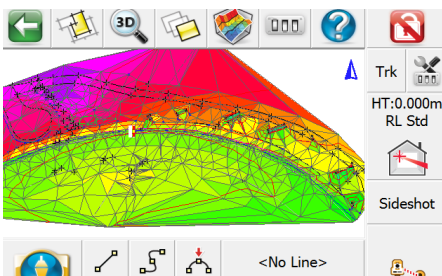 3D
Trk
HT:0.000m
RL Std
Sideshot
<No Line>